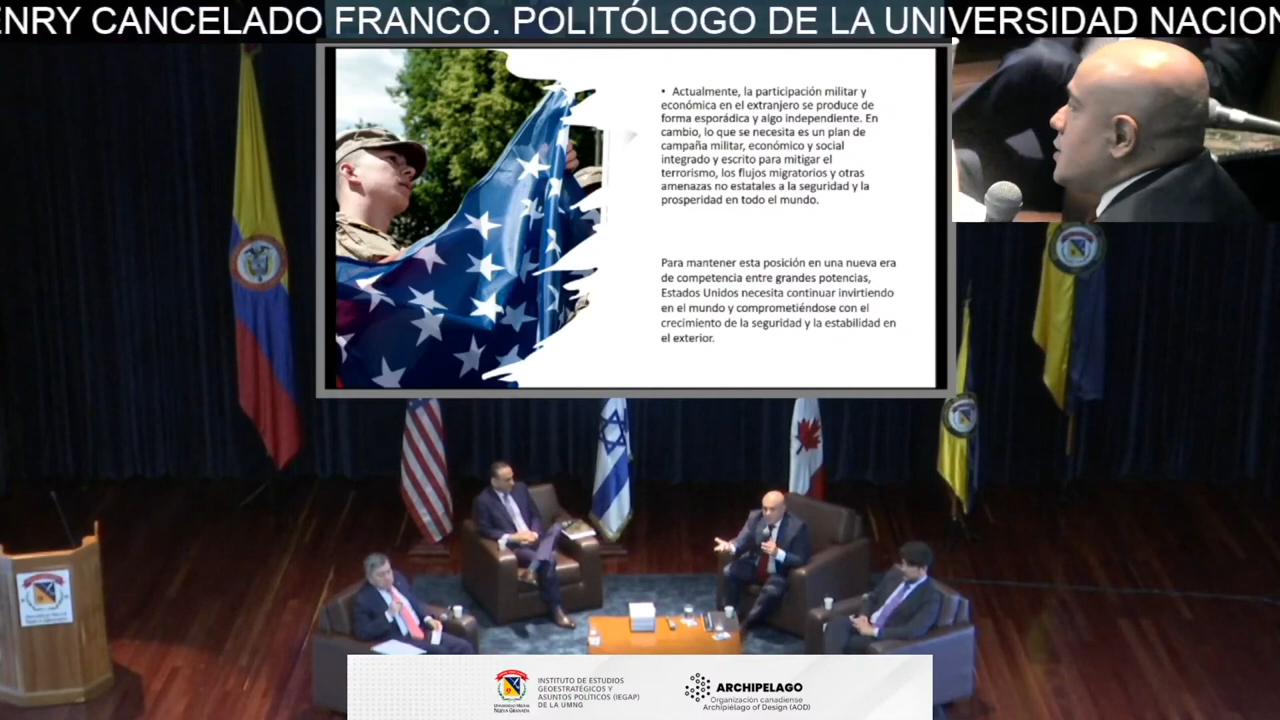 ENRY CANCELADO FRANCO. POLITÓLOGO DE LA UNIVERSIDAD NACION
• Actualmente, la participación militar y
económica en el extranjero se produce de
forma esporádica y algo independiente. En
cambio, lo que se necesita es un plan de
campaña militar, económico y social
integrado y escrito para mitigar el
terrorismo, los flujos migratorios y otras
amenazas no estatales a la seguridad y la
prosperidad en todo el mundo.
Para mantener esta posición en una nueva era
de competencia entre grandes potencias,
Estados Unidos necesita continuar invirtiendo
en el mundo y comprometiéndose con el
crecimiento de la seguridad y la estabilidad en
el exterior.
UNIVERSIDAD MILITAR
NUEVA GRANADA
INSTITUTO DE ESTUDIOS
GEOESTRATÉGICOS Y
ASUNTOS POLÍTICOS (IEGAP)
DE LA UMNG
ARCHIPELAGO
Organización canadiense
Archipélago of Design (AOD)